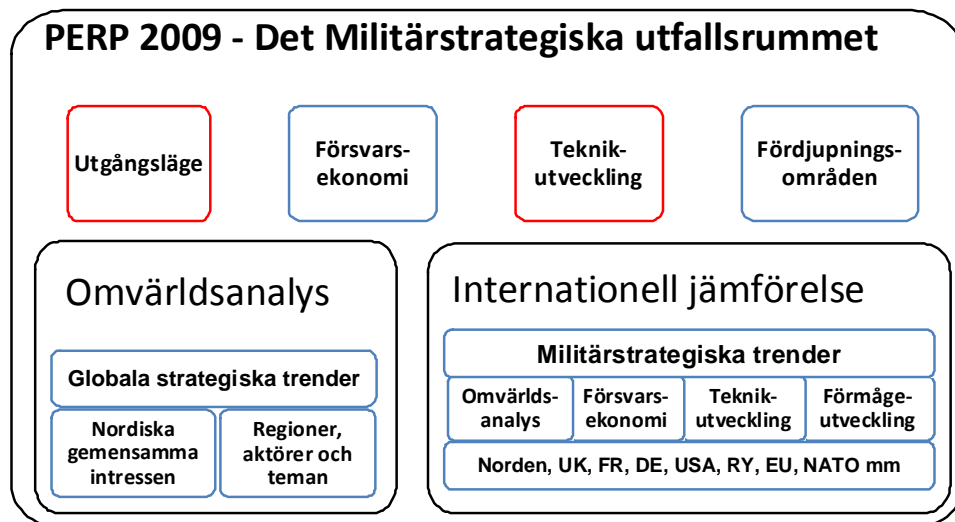 PERP 2009 - Det Militärstrategiska utfallsrummet
Utgångsläge
Försvars-
ekonomi
Teknik-
utveckling
Fördjupnings-
områden
Omvärldsanalys
Globala strategiska trender
Nordiska
gemensamma
intressen
Regioner,
aktörer och
teman
Internationell jämförelse
Militärstrategiska trender
Omvärlds-
analys
Försvars-
ekonomi
Teknik-
utveckling
Förmåge-
utveckling
Norden, UK, FR, DE, USA, RY, EU, NATO mm